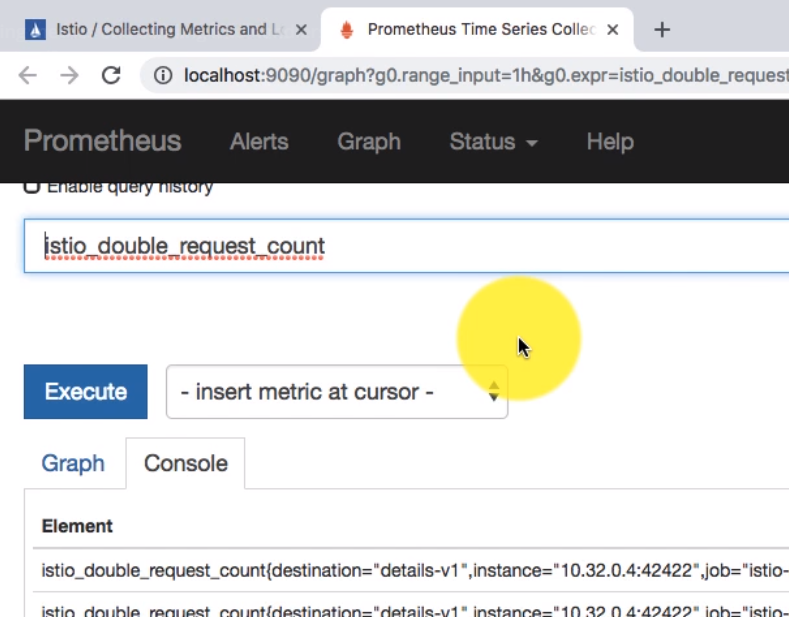 Istio / Collecting Metrics and Lo
Prometheus Time Series Collec
localhost:9090/graph?g0.range_input=1h&g0.expr=istio_double_request
Prometheus Alerts Graph Status Help
Enable query history
istio_double_request_count
Execute - insert metric at cursor -
Graph Console
Element
istio_double_request_count{destination="details-v1",instance="10.32.0.4:42422",job="istio-
istio_double_request_count{destination="details-v1",instance="10.32.0.4:42422",job="istio-